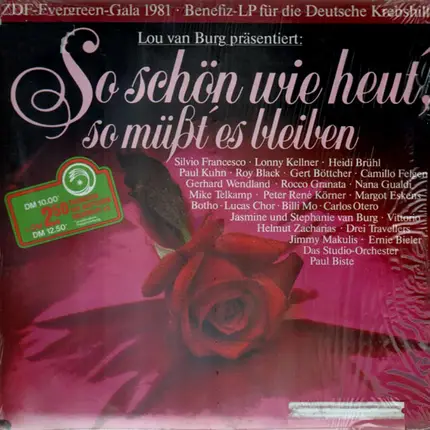 ZDF-Evergreen-Gala 1981 · Benefiz-LP für die Deutsche Krebshilfe
Lou van Burg präsentiert:
So schön wie heut,
so müßt' es bleiben
Silvio Francesco · Lonny Kellner · Heidi Brühl
Paul Kuhn · Roy Black · Gert Böttcher · Camillo Felgen
Gerhard Wendland · Rocco Granata · Nana Gualdi
Mike Telkamp · Peter René Körner · Margot Eskens
Botho-Lucas Chor · Billi Mo · Carlos Otero
Jasmine und Stephanie van Burg · Vittorio
Helmut Zacharias · Drei Travellers
Jimmy Makulis · Ernie Bieler
Das Studio-Orchester
Paul Biste
DM 10,00
DM 12,50